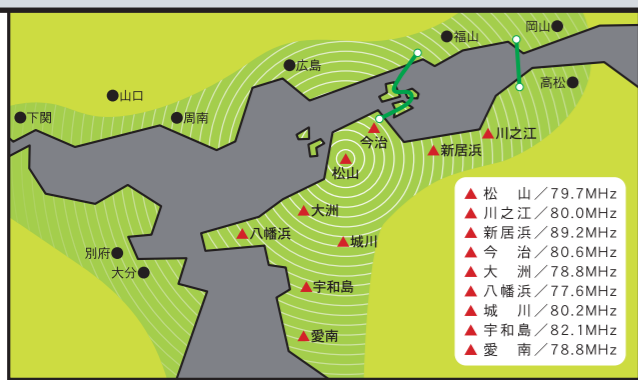 岡山
福山
広島
高松
山口
下関
周南
今治
川之江
新居浜
松山
大洲
八幡浜
城川
別府
大分
宇和島
愛南
松 山／79.7MHz
川之江／80.0MHz
新居浜／89.2MHz
今 治／80.6MHz
大 洲／78.8MHz
八幡浜／77.6MHz
城 川／80.2MHz
宇和島／82.1MHz
愛 南／78.8MHz